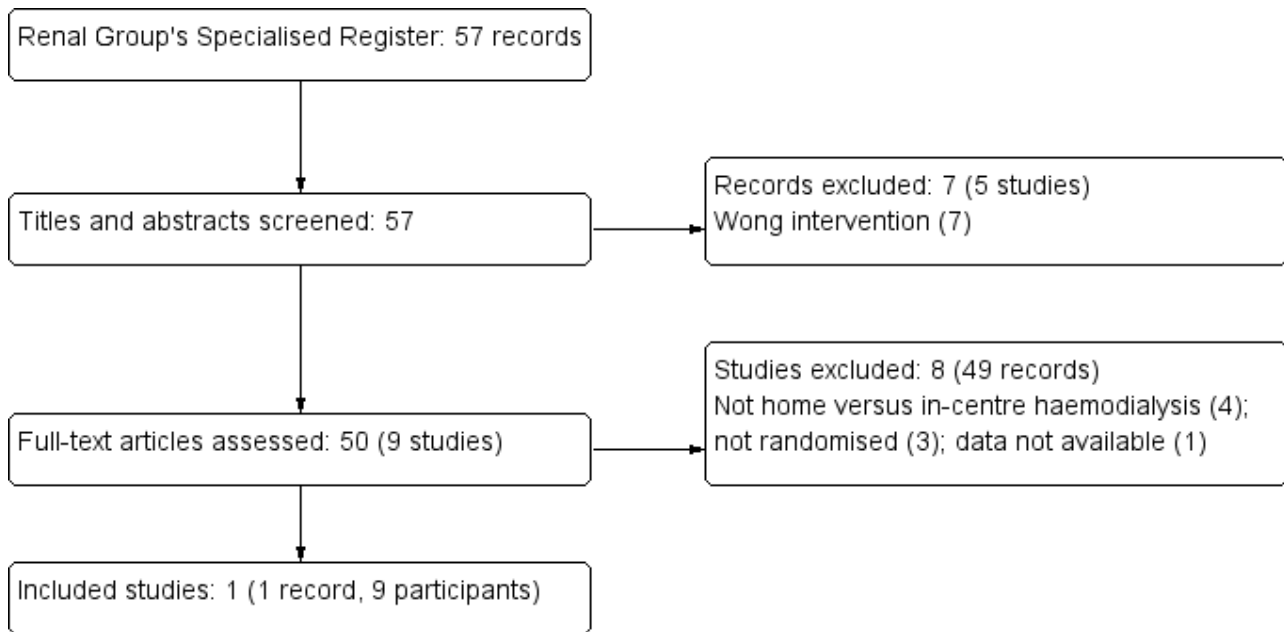 Renal Group's Specialised Register: 57 records
Titles and abstracts screened: 57
Records excluded: 7 (5 studies)
Wong intervention (7)
Full-text articles assessed: 50 (9 studies)
Studies excluded: 8 (49 records)
Not home versus in-centre haemodialysis (4);
not randomised (3); data not available (1)
Included studies: 1 (1 record, 9 participants)